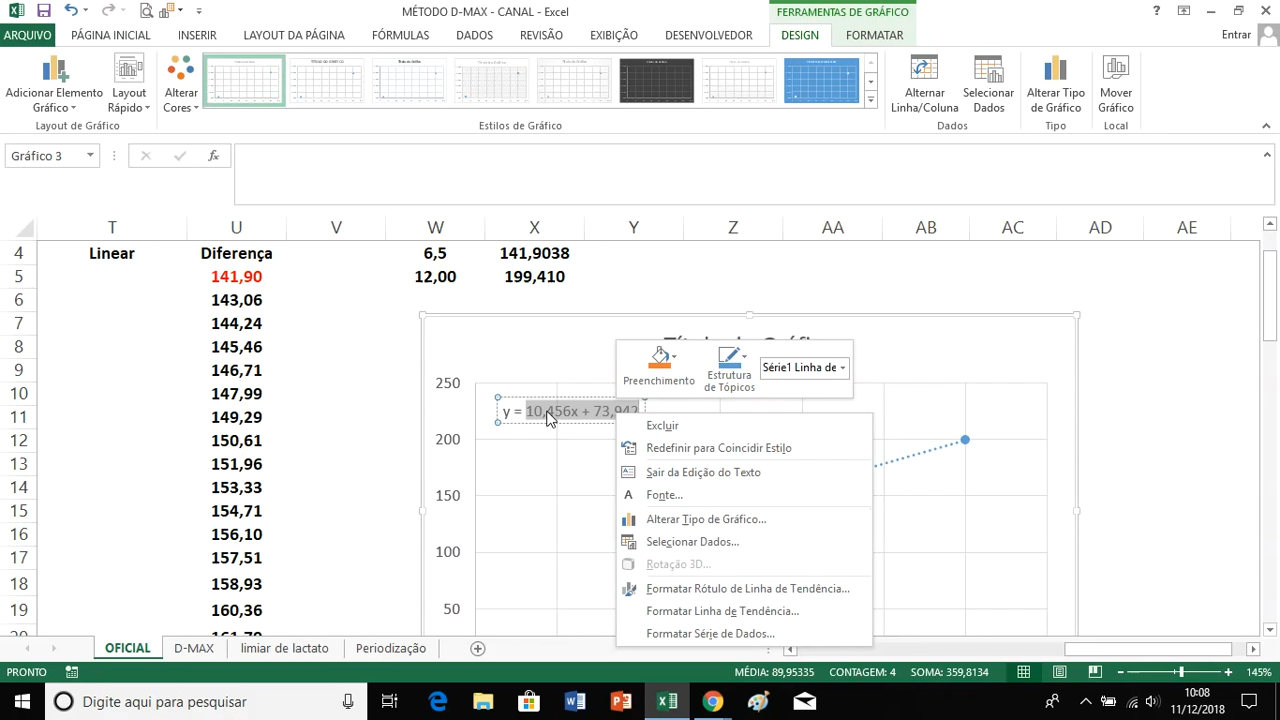 MÉTODO D-MAX - CANAL - Excel
FERRAMENTAS DE GRÁFICO
ARQUIVO PÁGINA INICIAL INSERIR LAYOUT DA PÁGINA FÓRMULAS DADOS REVISÃO EXIBIÇÃO DESENVOLVEDOR DESIGN FORMATAR Entrar
Adicionar Elemento Gráfico
Layout Rápido
Alterar Cores
Alternar Linha/Coluna
Selecionar Dados
Alterar Tipo de Gráfico
Mover Gráfico
Layout de Gráfico Estilos de Gráfico Dados Tipo Local
Gráfico 3 fx
T U V W X Y Z AA AB AC AD AE
4 Linear Diferença 6,5 141,9038
5 141,90 12,00 199,410
6 143,06
7 144,24
8 145,46
9 146,71
10 147,99
11 149,29
12 150,61
13 151,96
14 153,33
15 154,71
16 156,10
17 157,51
18 158,93
19 160,36
20 161,79
250
200
150
100
50
y = 10,456x + 73,942
Preenchimento
Estrutura de Tópicos
Série1 Linha de
Excluir
Redefinir para Coincidir Estilo
Sair da Edição do Texto
Fonte...
Alterar Tipo de Gráfico...
Selecionar Dados...
Rotação 3D...
Formatar Rótulo de Linha de Tendência...
Formatar Linha de Tendência...
Formatar Série de Dados...
OFICIAL D-MAX limiar de lactato Periodização
PRONTO MÉDIA: 89,95335 CONTAGEM: 4 SOMA: 359,8134 145%
Digite aqui para pesquisar
10:08
11/12/2018